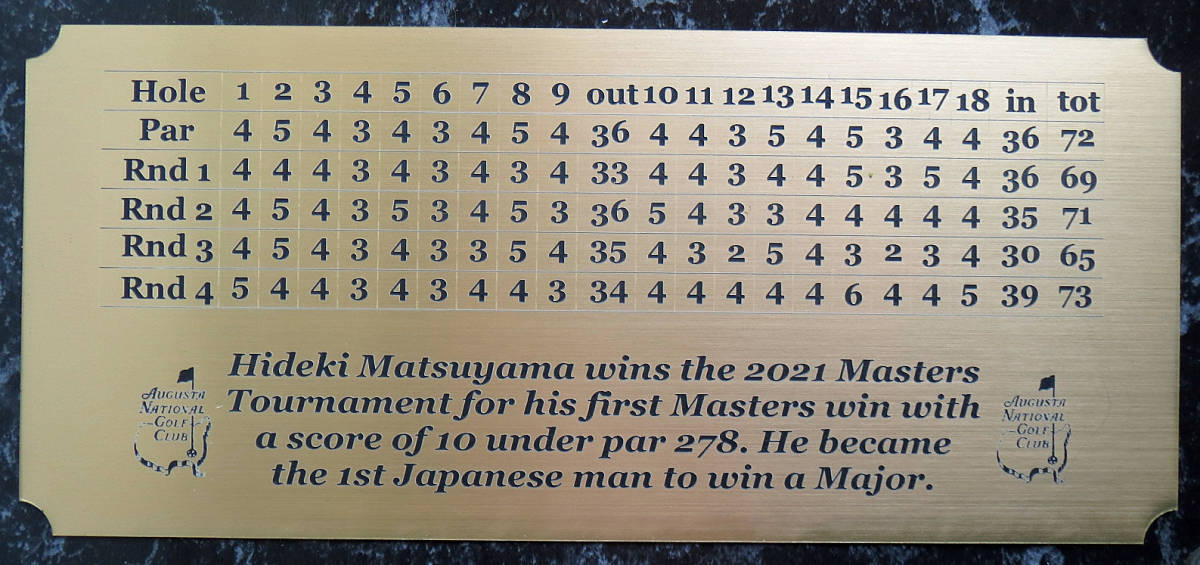 Hole 1 2 3 4 5 6 7 8 9 out 10 11 12 13 14 15 16 17 18 in tot
Par 4 5 4 3 4 3 4 5 4 36 4 4 3 5 4 5 3 4 4 36 72
Rnd 1 4 4 4 3 4 3 4 3 4 33 4 4 3 4 4 5 3 5 4 36 69
Rnd 2 4 5 4 3 5 3 4 5 3 36 5 4 3 3 4 4 4 4 4 35 71
Rnd 3 4 5 4 3 4 3 3 5 4 35 4 3 2 5 4 3 2 3 4 30 65
Rnd 4 5 4 4 3 4 3 4 4 3 34 4 4 4 4 4 6 4 4 5 39 73
Hideki Matsuyama wins the 2021 Masters
Tournament for his first Masters win with
a score of 10 under par 278. He became
the 1st Japanese man to win a Major.
AUGUSTA
NATIONAL
GOLF
CLUB
AUGUSTA
NATIONAL
GOLF
CLUB